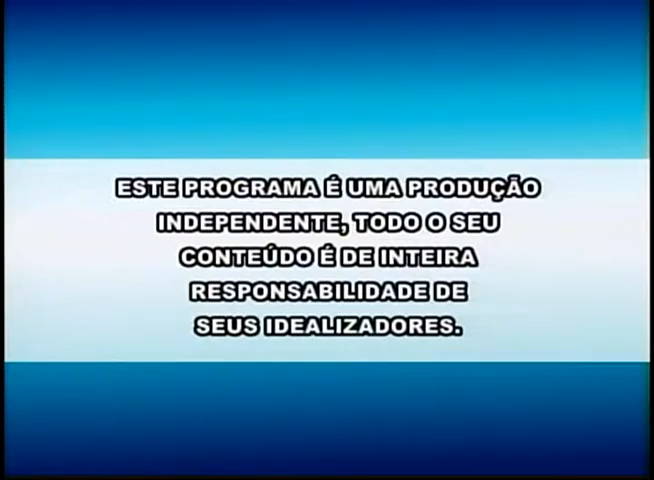 ESTE PROGRAMA É UMA PRODUÇÃO
INDEPENDENTE, TODO O SEU
CONTEÚDO É DE INTEIRA
RESPONSABILIDADE DE
SEUS IDEALIZADORES.